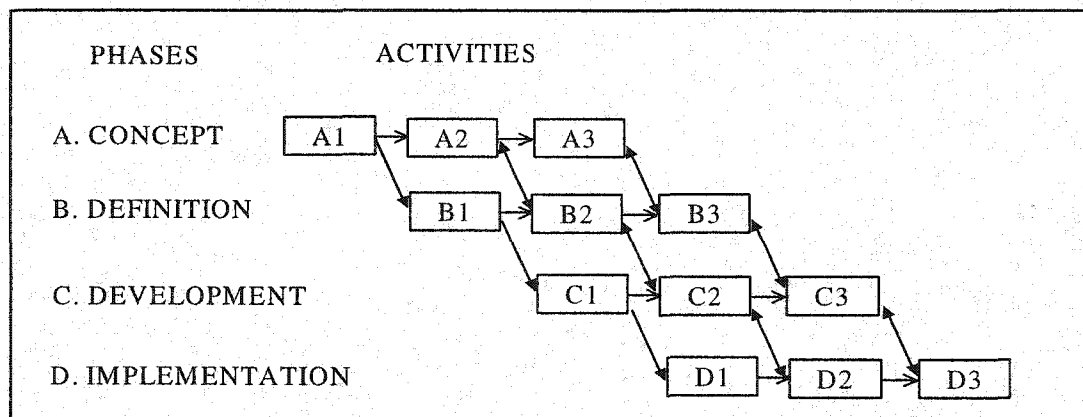 PHASES ACTIVITIES
A. CONCEPT A1 A2 A3
B. DEFINITION B1 B2 B3
C. DEVELOPMENT C1 C2 C3
D. IMPLEMENTATION D1 D2 D3